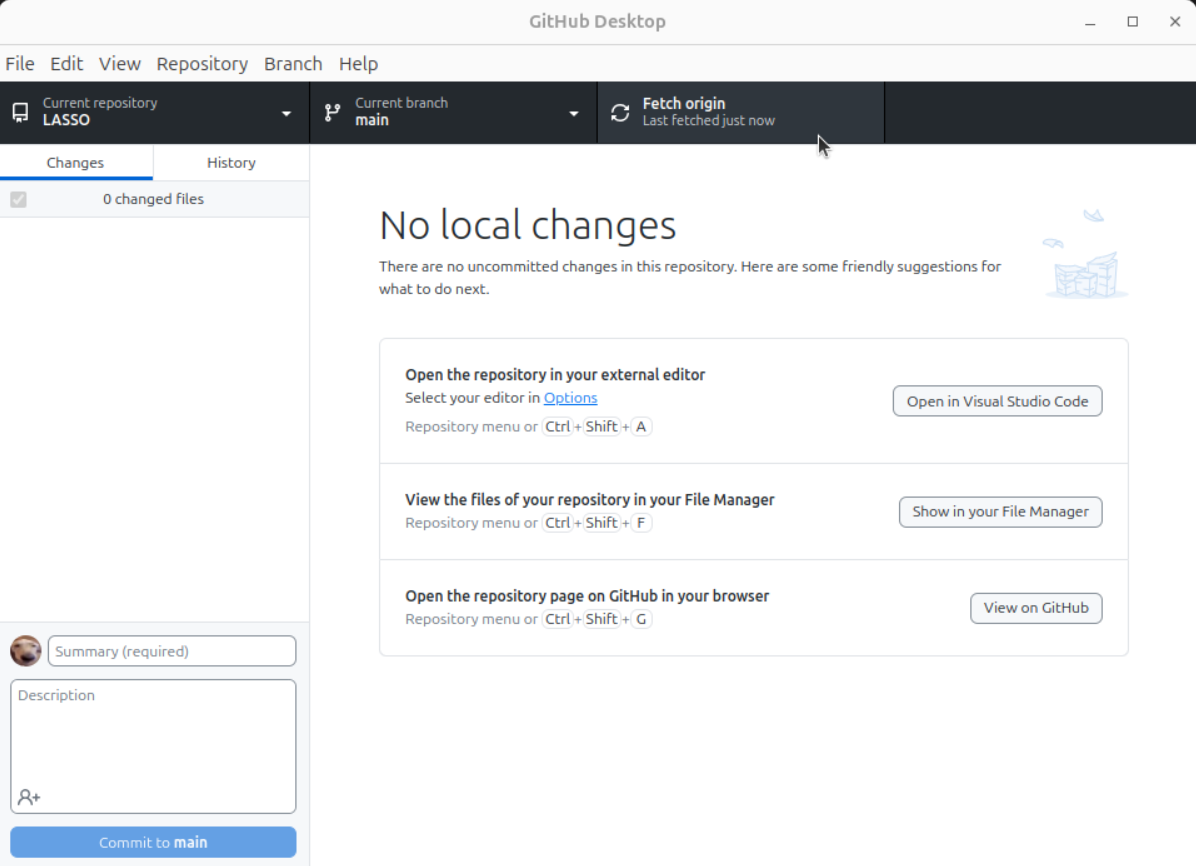 GitHub Desktop
File Edit View Repository Branch Help
Current repository
LASSO
Current branch
main
Fetch origin
Last fetched just now
Changes
History
0 changed files
No local changes
There are no uncommitted changes in this repository. Here are some friendly suggestions for
what to do next.
Open the repository in your external editor
Select your editor in Options
Repository menu or Ctrl + Shift + A
Open in Visual Studio Code
View the files of your repository in your File Manager
Repository menu or Ctrl + Shift + F
Show in your File Manager
Open the repository page on GitHub in your browser
Repository menu or Ctrl + Shift + G
View on GitHub
Summary (required)
Description
Commit to main